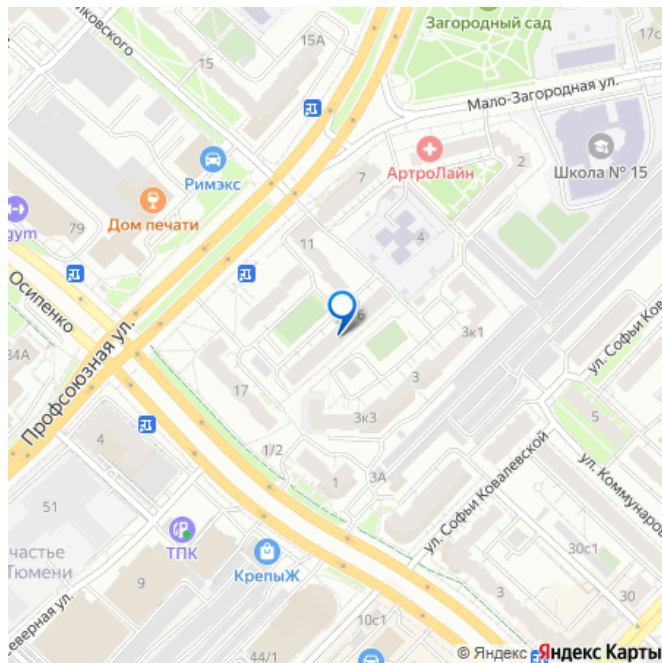 лковского
15А
15
Загородный сад
17с
Мало-Загородная ул.
АртроЛайн
2
Школа № 15
Римэкс
7
Дом печати
79
gym
4
11
Осипенко
6
34А
Профсоюзная ул.
3к1
ул. Софьи Ков
17
3
3к3
5
4
1/2
ул. Софьи Ковалевской
ул. Коммунаров
1
3А
51
ТПК
КрепыЖ
частье
Тюмени
9
30с1
3
еверная ул.
10с1
44/1
© Яндекс
Яндекс Карты